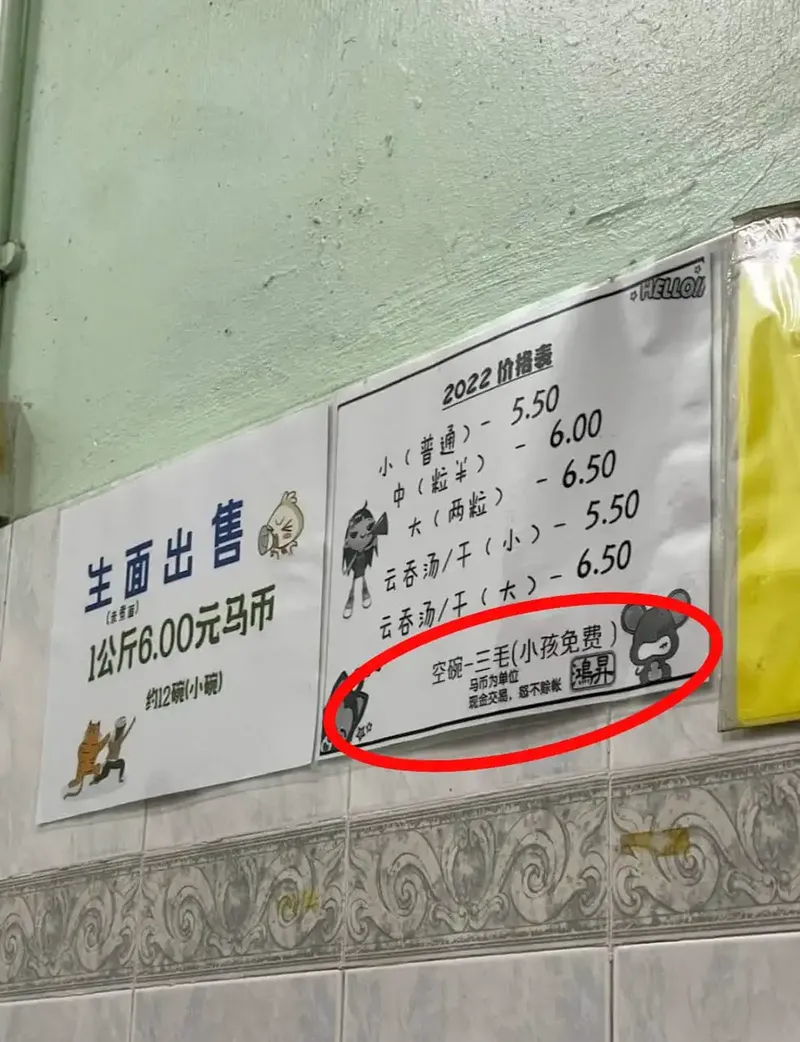 生面出售
(未煮面)
1公斤6.00元马币
约12碗(小碗)
HELLO!!
2022 价格表
小(普通)- 5.50
中(粒半) - 6.00
大(两粒) - 6.50
云吞汤/干(小)- 5.50
云吞汤/干(大)- 6.50
空碗-三毛(小孩免费)
马币为单位
现金交易，恕不赊帐
鴻昇